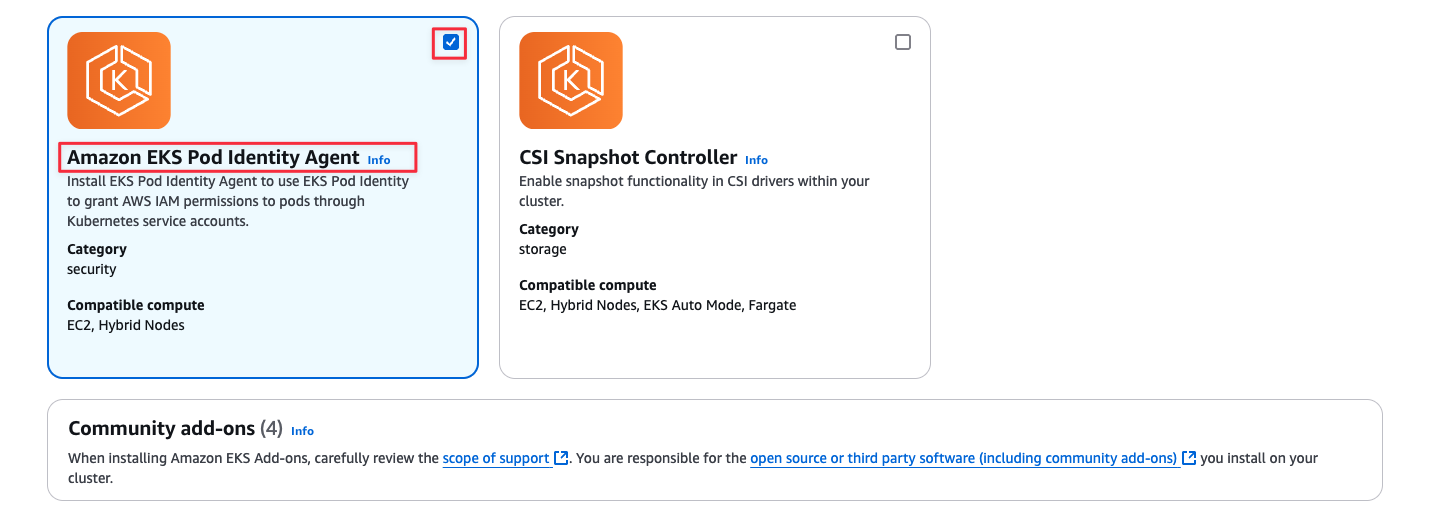 K
K
Amazon EKS Pod Identity Agent Info
Install EKS Pod Identity Agent to use EKS Pod Identity
to grant AWS IAM permissions to pods through
Kubernetes service accounts.
Category
security
Compatible compute
EC2, Hybrid Nodes
CSI Snapshot Controller Info
Enable snapshot functionality in CSI drivers within your
cluster.
Category
storage
Compatible compute
EC2, Hybrid Nodes, EKS Auto Mode, Fargate
Community add-ons (4) Info
When installing Amazon EKS Add-ons, carefully review the scope of support. You are responsible for the open source or third party software (including community add-ons) you install on your
cluster.